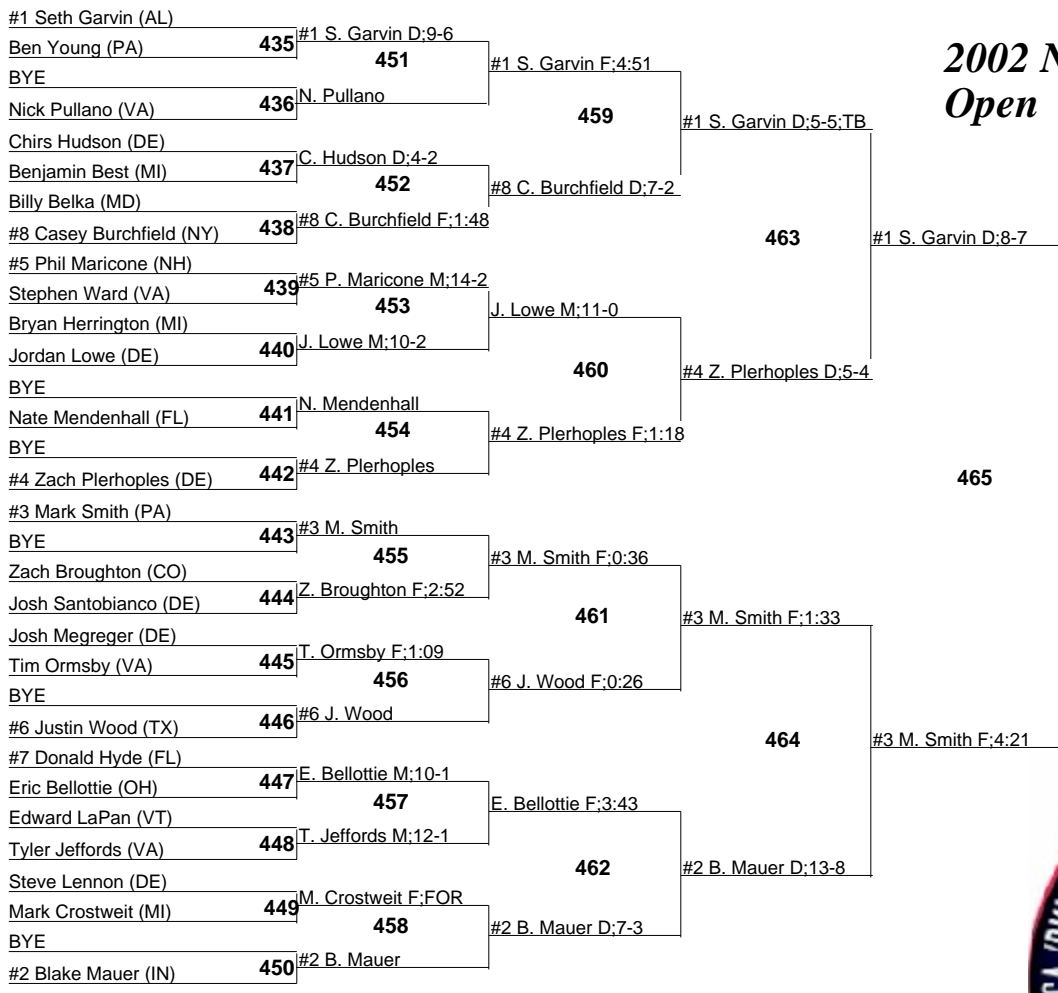 #1 Seth Garvin (AL)
Ben Young (PA)
BYE
Nick Pullano (VA)
Chirs Hudson (DE)
Benjamin Best (MI)
Billy Belka (MD)
#8 Casey Burchfield (NY)
#5 Phil Maricone (NH)
Stephen Ward (VA)
Bryan Herrington (MI)
Jordan Lowe (DE)
BYE
Nate Mendenhall (FL)
BYE
#4 Zach Plerhoples (DE)
#3 Mark Smith (PA)
BYE
Zach Broughton (CO)
Josh Santobianco (DE)
Josh Megreger (DE)
Tim Ormsby (VA)
BYE
#6 Justin Wood (TX)
#7 Donald Hyde (FL)
Eric Bellottie (OH)
Edward LaPan (VT)
Tyler Jeffords (VA)
Steve Lennon (DE)
Mark Crostweit (MI)
BYE
#2 Blake Mauer (IN)
435
436
437
438
439
440
441
442
443
444
445
446
447
448
449
450
#1 S. Garvin D;9-6
451
N. Pullano
C. Hudson D;4-2
452
#8 C. Burchfield F;1:48
#5 P. Maricone M;14-2
453
J. Lowe M;10-2
N. Mendenhall
454
#4 Z. Plerhoples
#3 M. Smith
455
Z. Broughton F;2:52
T. Ormsby F;1:09
456
#6 J. Wood
E. Bellottie M;10-1
457
T. Jeffords M;12-1
M. Crostweit F;FOR
458
#2 B. Mauer
#1 S. Garvin F;4:51
459
#8 C. Burchfield D;7-2
J. Lowe M;11-0
460
#4 Z. Plerhoples F;1:18
#3 M. Smith F;0:36
461
#6 J. Wood F;0:26
E. Bellottie F;3:43
462
#2 B. Mauer D;7-3
#1 S. Garvin D;5-5;TB
463
#4 Z. Plerhoples D;5-4
#3 M. Smith F;1:33
464
#2 B. Mauer D;13-8
#1 S. Garvin D;8-7
465
#3 M. Smith F;4:21
2002 N
Open